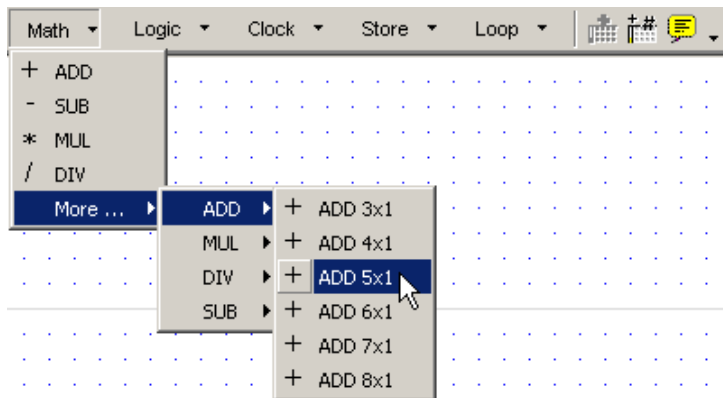 Math Logic Clock Store Loop
+ ADD
- SUB
* MUL
/ DIV
More ...
ADD
MUL
DIV
SUB
+ ADD 3x1
+ ADD 4x1
+ ADD 5x1
+ ADD 6x1
+ ADD 7x1
+ ADD 8x1